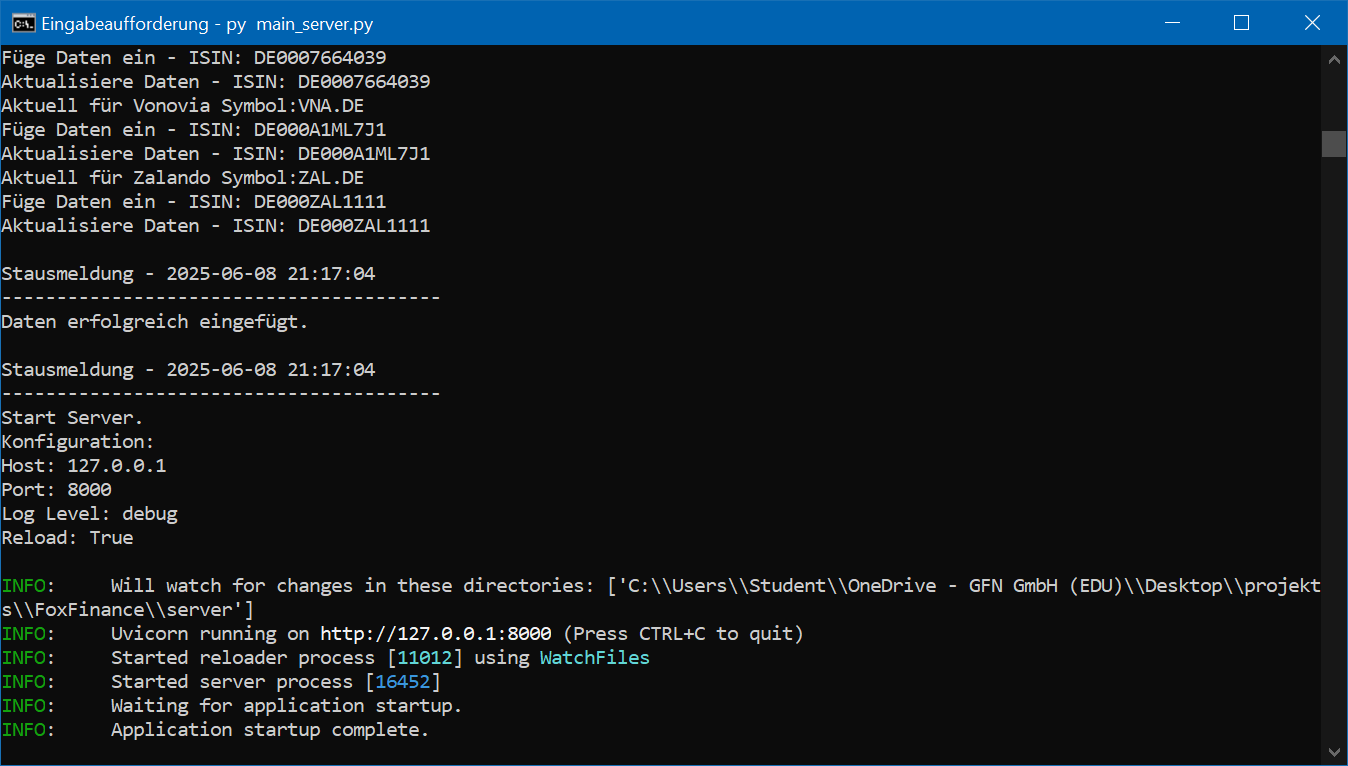 Eingabeaufforderung - py  main_server.py
Füge Daten ein - ISIN: DE0007664039
Aktualisiere Daten - ISIN: DE0007664039
Aktuell für Vonovia Symbol:VNA.DE
Füge Daten ein - ISIN: DE000A1ML7J1
Aktualisiere Daten - ISIN: DE000A1ML7J1
Aktuell für Zalando Symbol:ZAL.DE
Füge Daten ein - ISIN: DE000ZAL1111
Aktualisiere Daten - ISIN: DE000ZAL1111
Stausmeldung - 2025-06-08 21:17:04
----------------------------------------
Daten erfolgreich eingefügt.
Stausmeldung - 2025-06-08 21:17:04
----------------------------------------
Start Server.
Konfiguration:
Host: 127.0.0.1
Port: 8000
Log Level: debug
Reload: True
INFO:     Will watch for changes in these directories: ['C:\\Users\\Student\\OneDrive - GFN GmbH (EDU)\\Desktop\\projekt
s\\FoxFinance\\server']
INFO:     Uvicorn running on http://127.0.0.1:8000 (Press CTRL+C to quit)
INFO:     Started reloader process [11012] using WatchFiles
INFO:     Started server process [16452]
INFO:     Waiting for application startup.
INFO:     Application startup complete.